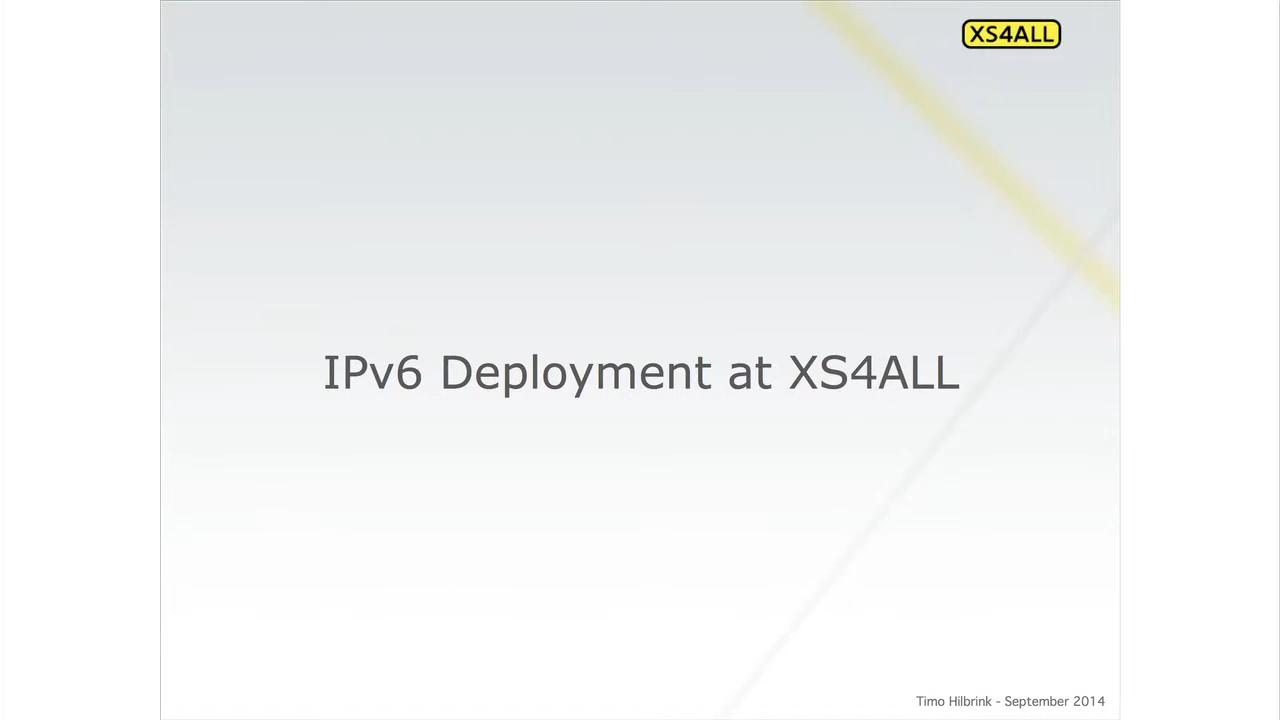 XS4ALL
IPv6 Deployment at XS4ALL
Timo Hilbrink - September 2014